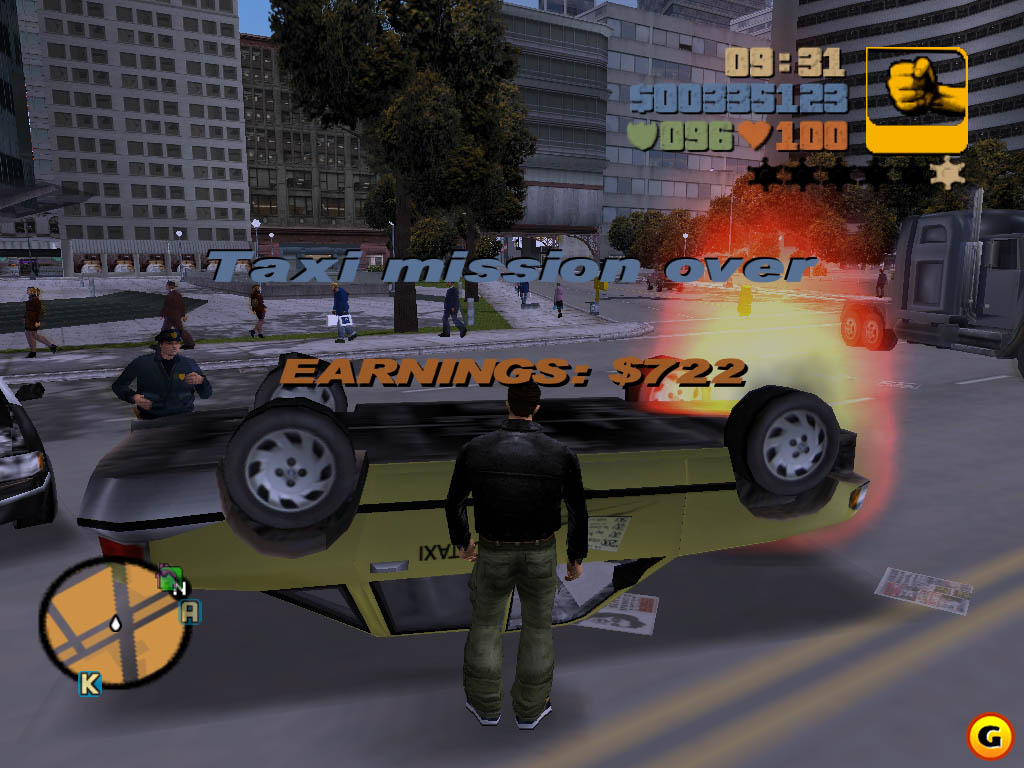 09:31
$00335123
096 100
Taxi mission over
EARNINGS: $722
TAXI
N
A
K
G